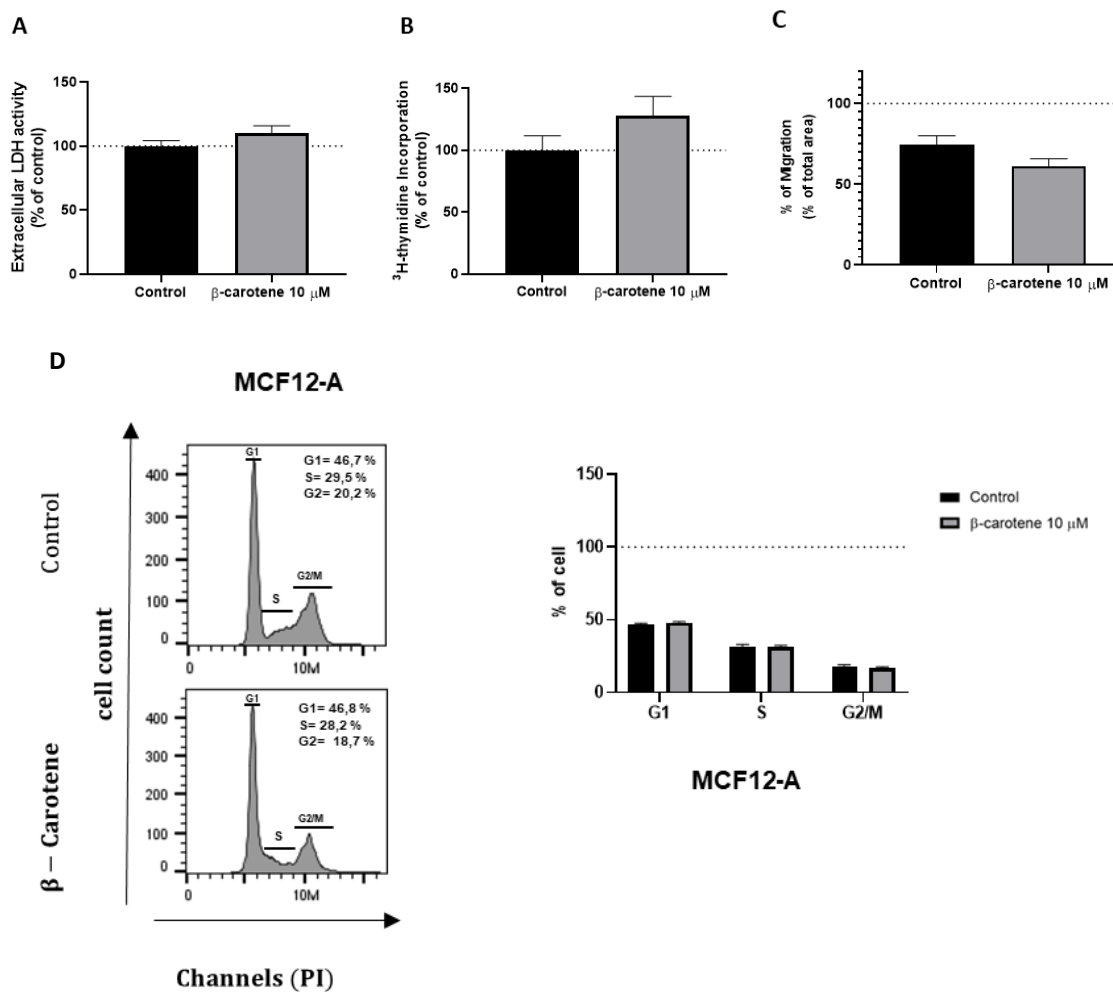 A
Extracellular LDH activity
(% of control)
150
100
50
0
Control
β-carotene 10 μM
B
³H-thymidine Incorporation
(% of control)
150
100
50
0
Control
β-carotene 10 μM
C
% of Migration
(% of total area)
100
50
0
Control
β-carotene 10 μM
D
MCF12-A
cell count
Control
400
300
200
100
0
G1
S
G2/M
G1= 46,7 %
S= 29,5 %
G2= 20,2 %
0
10M
β – Carotene
400
300
200
100
0
G1
S
G2/M
G1= 46,8 %
S= 28,2 %
G2= 18,7 %
0
10M
Channels (PI)
% of cell
150
100
50
0
G1
S
G2/M
Control
β-carotene 10 μM
MCF12-A